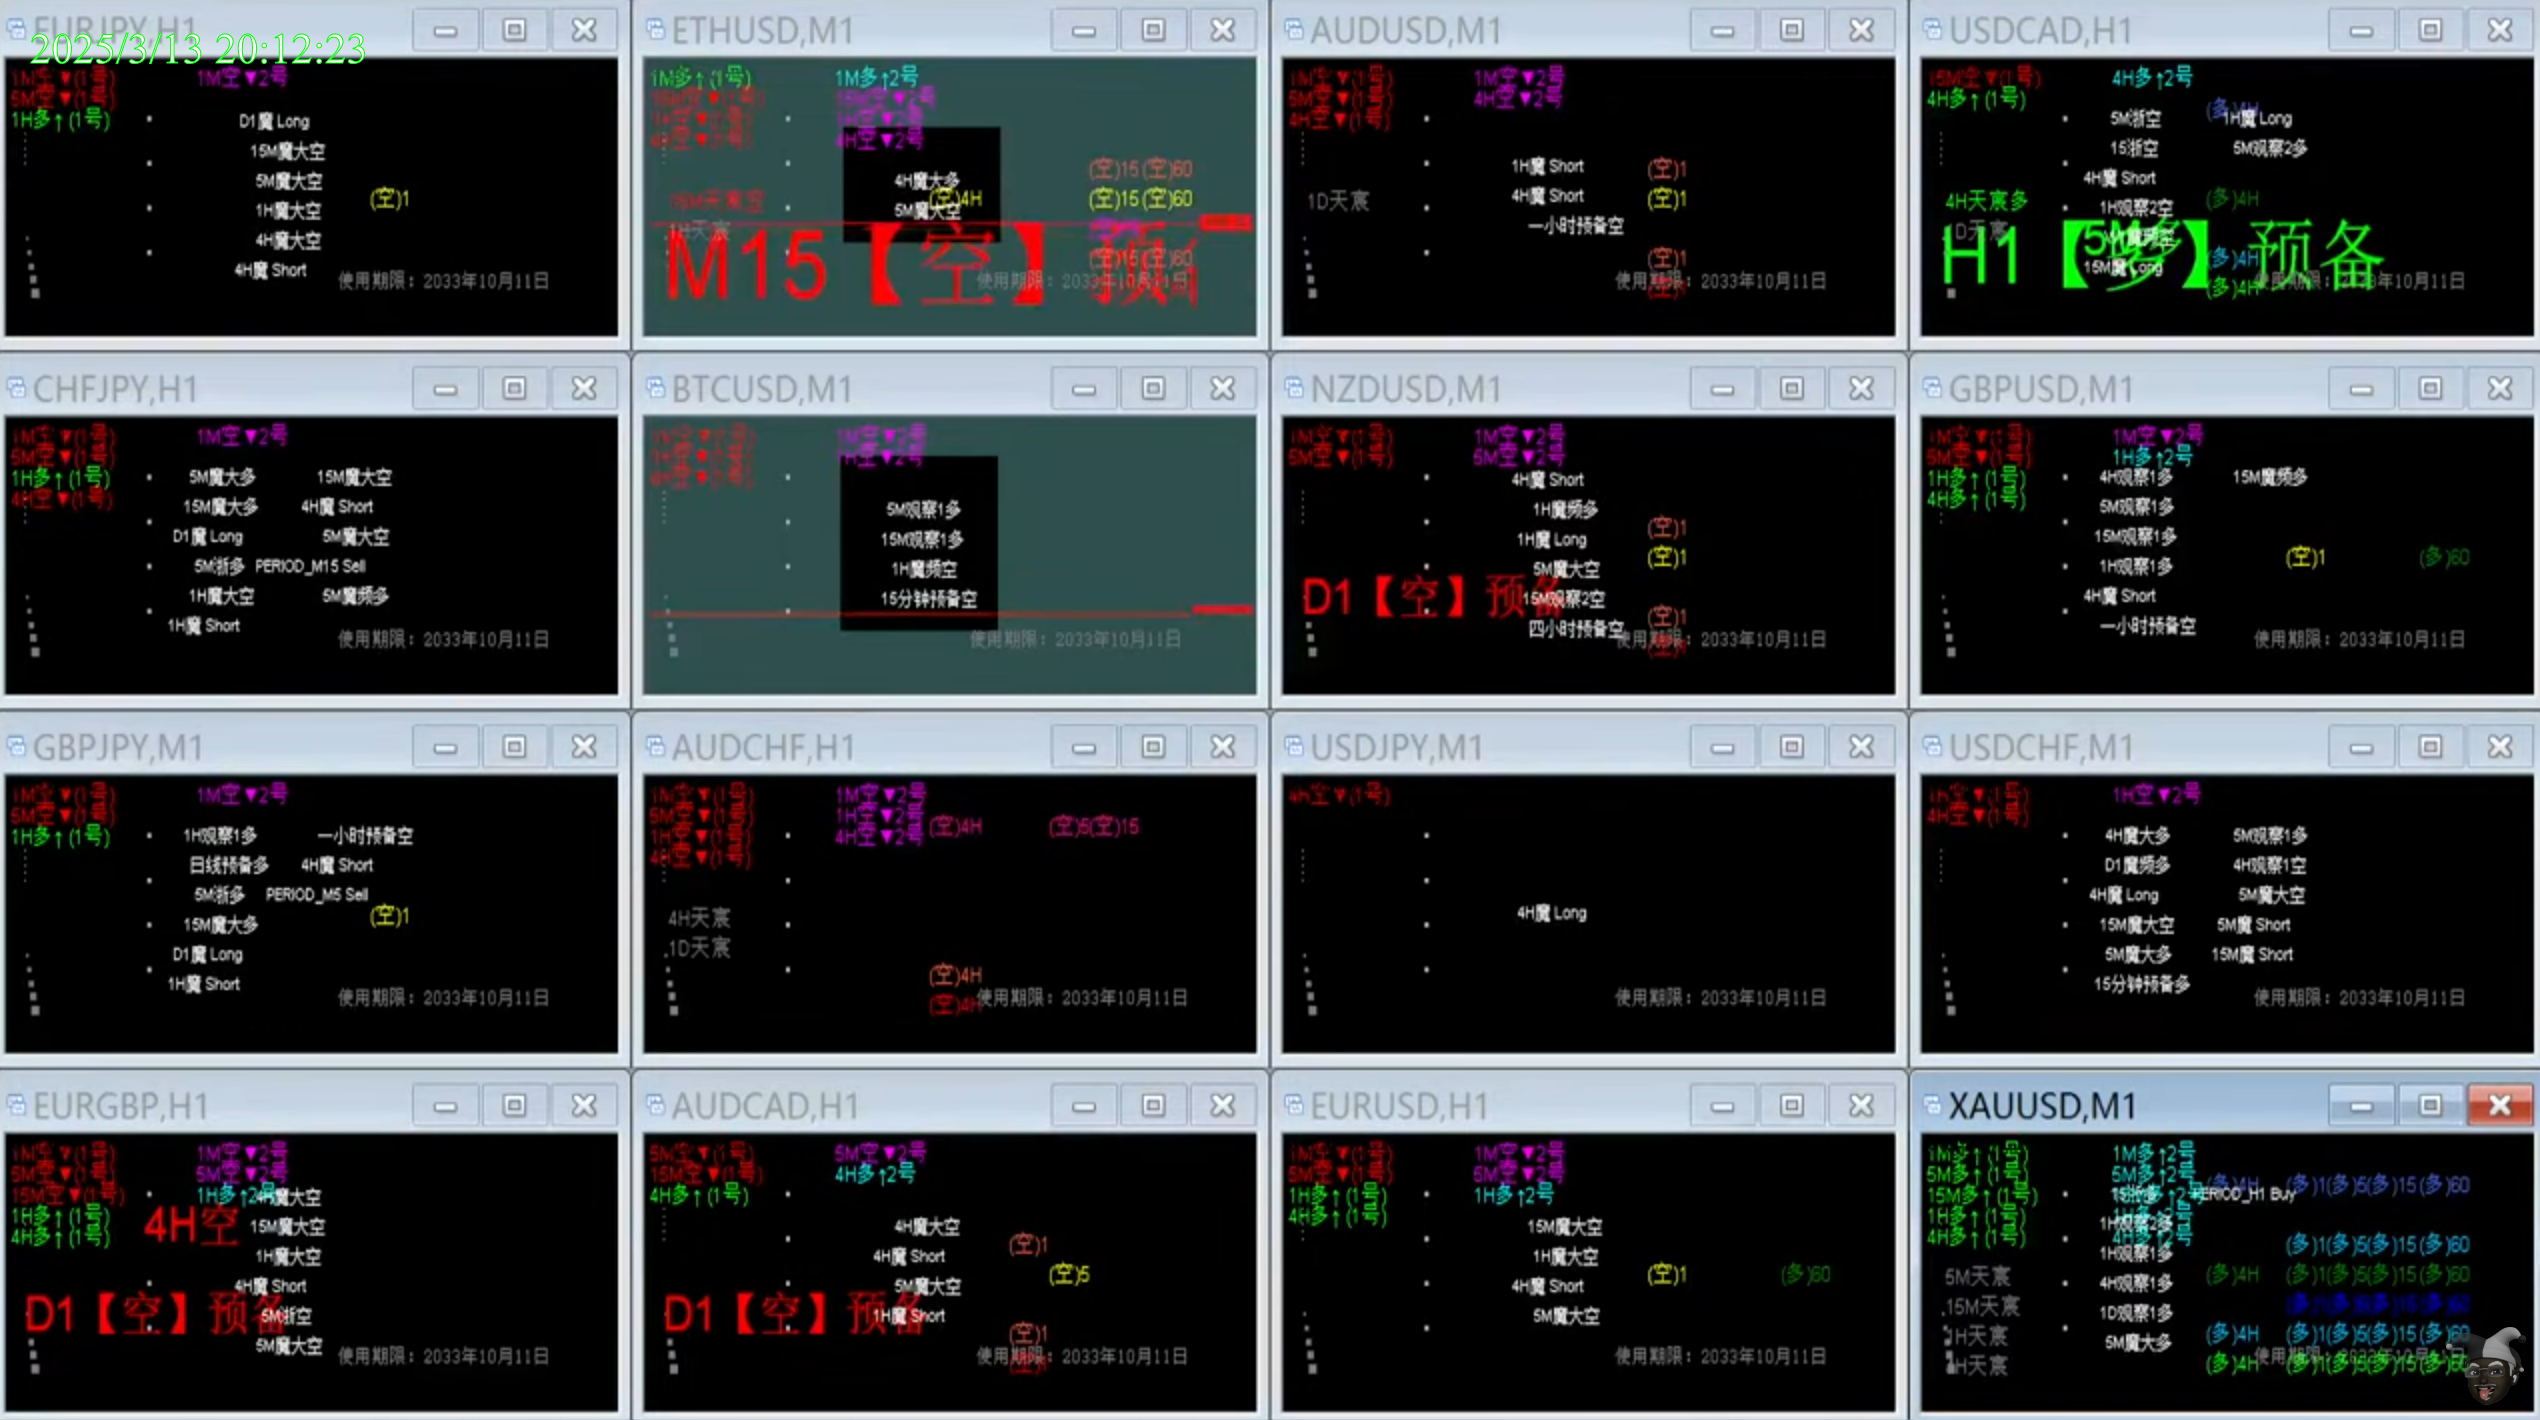 EURJPY,H1
2025/3/13 20:12:23
1M空▼(1号)
1M空▼2号
5M空▼(1号)
1H多↑(1号)
D1魔 Long
15M魔大空
5M魔大空
(空)1
1H魔大空
4H魔大空
4H魔 Short
使用期限：2033年10月11日
ETHUSD,M1
1M多↑(1号)
1M多↑2号
15M空▼(1号)
15M空▼2号
1H空▼(1号)
1H空▼2号
4H空▼(1号)
4H空▼2号
(空)15(空)60
4H魔大多
15M天宸空
(空)4H
(空)15(空)60
5M魔大空
1H天宸
M15【空】预备
(空)15(空)60
使用期限：2033年10月11日
AUDUSD,M1
1M空▼(1号)
1M空▼2号
5M空▼(1号)
4H空▼2号
4H空▼(1号)
1H魔 Short
(空)1
1D天宸
4H魔 Short
(空)1
一小时预备空
(空)1
使用期限：2033年10月11日
USDCAD,H1
15M空▼(1号)
4H多↑2号
4H多↑(1号)
(多)4H
5M浙空
1H魔 Long
15浙空
5M观察2多
4H魔 Short
4H天宸多
1H观察2空
(多)4H
1D天宸
5M魔频空
H1【多】预备
15M魔 Long
(多)4H
(多)4H
使用期限：2033年10月11日
CHFJPY,H1
1M空▼(1号)
1M空▼2号
5M空▼(1号)
1H多↑(1号)
4H空▼(1号)
5M魔大多
15M魔大空
15M魔大多
4H魔 Short
D1魔 Long
5M魔大空
5M浙多
PERIOD_M15 Sell
1H魔大空
5M魔频多
1H魔 Short
使用期限：2033年10月11日
BTCUSD,M1
1M空▼(1号)
1M空▼2号
1H空▼(1号)
1H空▼2号
4H空▼(1号)
5M观察1多
15M观察1多
1H魔频空
15分钟预备空
使用期限：2033年10月11日
NZDUSD,M1
1M空▼(1号)
1M空▼2号
5M空▼(1号)
5M空▼2号
4H魔 Short
1H魔频多
(空)1
1H魔 Long
(空)1
5M魔大空
D1【空】预备
15M观察2空
(空)1
四小时预备空
使用期限：2033年10月11日
GBPUSD,M1
1M空▼(1号)
1M空▼2号
5M空▼(1号)
1H多↑2号
1H多↑(1号)
4H多↑(1号)
4H观察1多
15M魔频多
5M观察1多
15M观察1多
1H观察1多
(空)1
(多)60
4H魔 Short
一小时预备空
使用期限：2033年10月11日
GBPJPY,M1
1M空▼(1号)
1M空▼2号
5M空▼(1号)
1H多↑(1号)
1H观察1多
一小时预备空
日线预备多
4H魔 Short
5M浙多
PERIOD_M5 Sell
15M魔大多
(空)1
D1魔 Long
1H魔 Short
使用期限：2033年10月11日
AUDCHF,H1
1M空▼(1号)
1M空▼2号
5M空▼(1号)
1H空▼2号
1H空▼(1号)
4H空▼2号
4H空▼(1号)
(空)4H
(空)5(空)15
4H天宸
1D天宸
(空)4H
(空)4H
使用期限：2033年10月11日
USDJPY,M1
4H空▼(1号)
4H魔 Long
使用期限：2033年10月11日
USDCHF,M1
1H空▼(1号)
1H空▼2号
4H空▼(1号)
4H魔大多
5M观察1多
D1魔频多
4H观察1空
4H魔 Long
5M魔大空
15M魔大空
5M魔 Short
5M魔大多
15M魔 Short
15分钟预备多
使用期限：2033年10月11日
EURGBP,H1
1M空▼(1号)
1M空▼2号
5M空▼(1号)
5M空▼2号
15M空▼(1号)
1H多↑2号
1H多↑(1号)
4H多↑(1号)
4H魔大空
4H空
15M魔大空
1H魔大空
4H魔 Short
D1【空】预备
5M浙空
5M魔大空
使用期限：2033年10月11日
AUDCAD,H1
5M空▼(1号)
5M空▼2号
15M空▼(1号)
4H多↑2号
4H多↑(1号)
4H魔大空
(空)1
4H魔 Short
(空)5
5M魔大空
D1【空】预备
1H魔 Short
(空)1
使用期限：2033年10月11日
EURUSD,H1
1M空▼(1号)
1M空▼2号
5M空▼(1号)
5M空▼2号
1H多↑(1号)
1H多↑2号
4H多↑(1号)
15M魔大空
1H魔大空
(空)1
(多)60
4H魔 Short
5M魔大空
使用期限：2033年10月11日
XAUUSD,M1
1M多↑(1号)
1M多↑2号
5M多↑(1号)
5M多↑2号
15M多↑(1号)
1H多↑(1号)
4H多↑(1号)
4H多↑2号
(多)4H
(多)1(多)5(多)15(多)60
PERIOD_H1 Buy
1H观察2多
1H观察1多
(多)1(多)5(多)15(多)60
5M天宸
4H观察1多
(多)4H
(多)1(多)5(多)15(多)60
15M天宸
1D观察1多
(多)1(多)5(多)15(多)60
1H天宸
5M魔大多
(多)4H
(多)1(多)5(多)15(多)60
4H天宸
(多)4H
(多)1(多)5(多)15(多)60